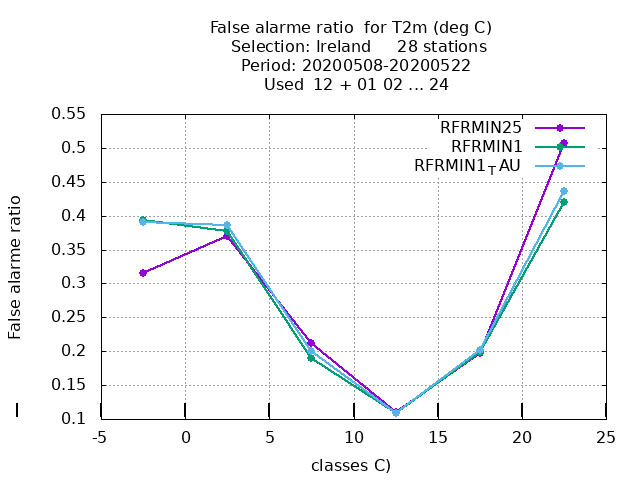 False alarme ratio  for T2m (deg C)
Selection: Ireland     28 stations
Period: 20200508-20200522
Used  12 + 01 02 ... 24
RFRMIN25
RFRMIN1
RFRMIN1TAU
0.55
0.5
0.45
0.4
0.35
0.3
0.25
0.2
0.15
0.1
False alarme ratio
-5
0
5
10
15
20
25
classes C)